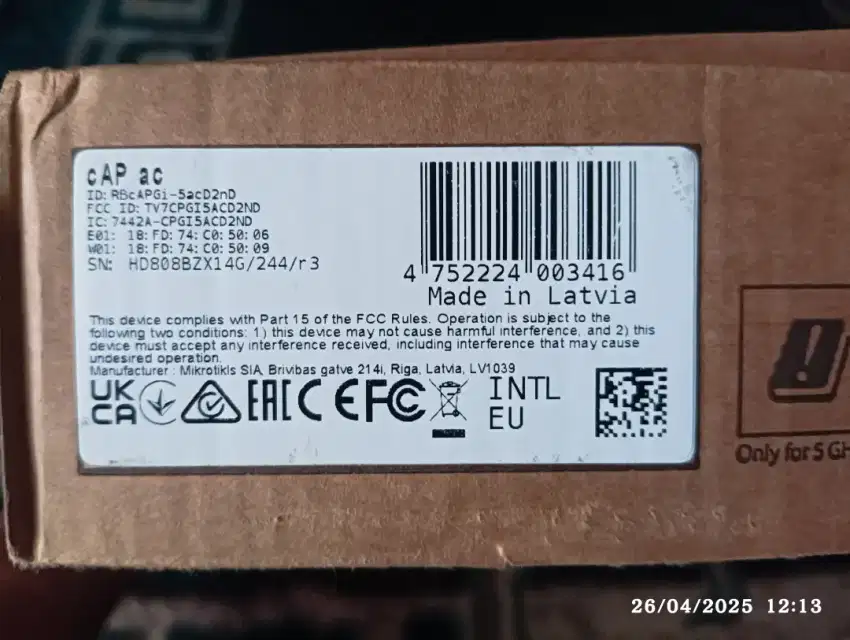 cAP ac
ID: RBcAPGi-5acD2nD
FCC ID: TV7CPGI5ACD2ND
IC: 7442A-CPGI5ACD2ND
E01: 18:FD:74:C0:50:06
W01: 18:FD:74:C0:50:09
SN: HD808BZX14G/244/r3
4 752224 003416
Made in Latvia
This device complies with Part 15 of the FCC Rules. Operation is subject to the
following two conditions: 1) this device may not cause harmful interference, and 2) this
device must accept any interference received, including interference that may cause
undesired operation.
Manufacturer : Mikrotikls SIA, Brivibas gatve 214i, Riga, Latvia, LV1039
UK
CA
EAC CE FC
INTL
EU
Only for 5 GH
26/04/2025 12:13